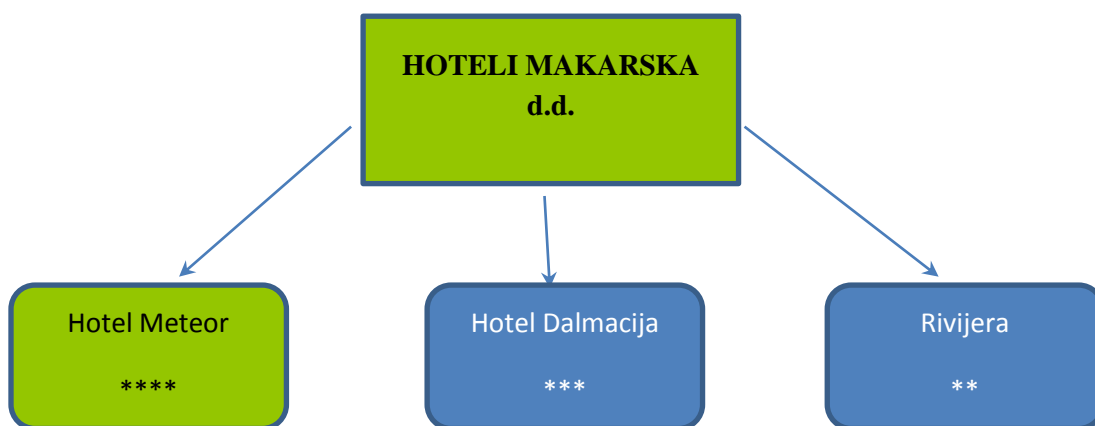 HOTELI MAKARSKA
d.d.
Hotel Meteor
****
Hotel Dalmacija
***
Rivijera
**